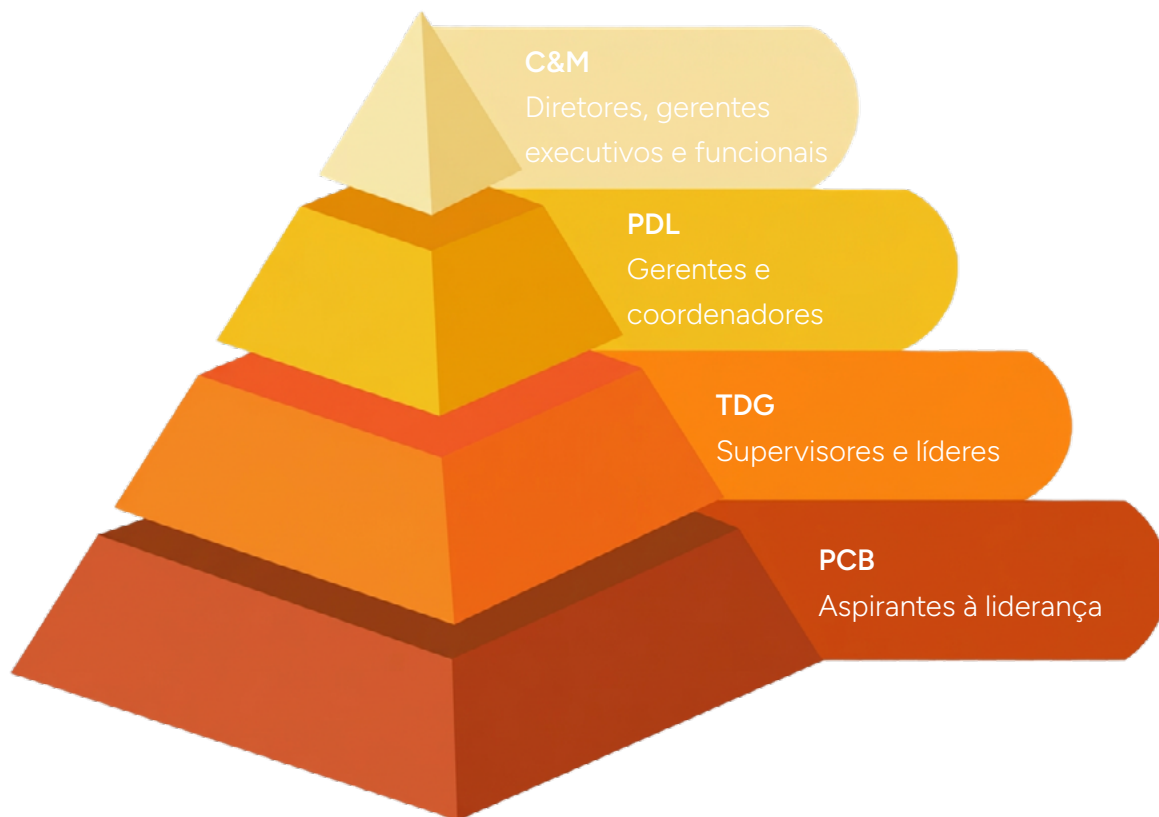 C&M
Diretores, gerentes
executivos e funcionais
PDL
Gerentes e
coordenadores
TDG
Supervisores e líderes
PCB
Aspirantes à liderança